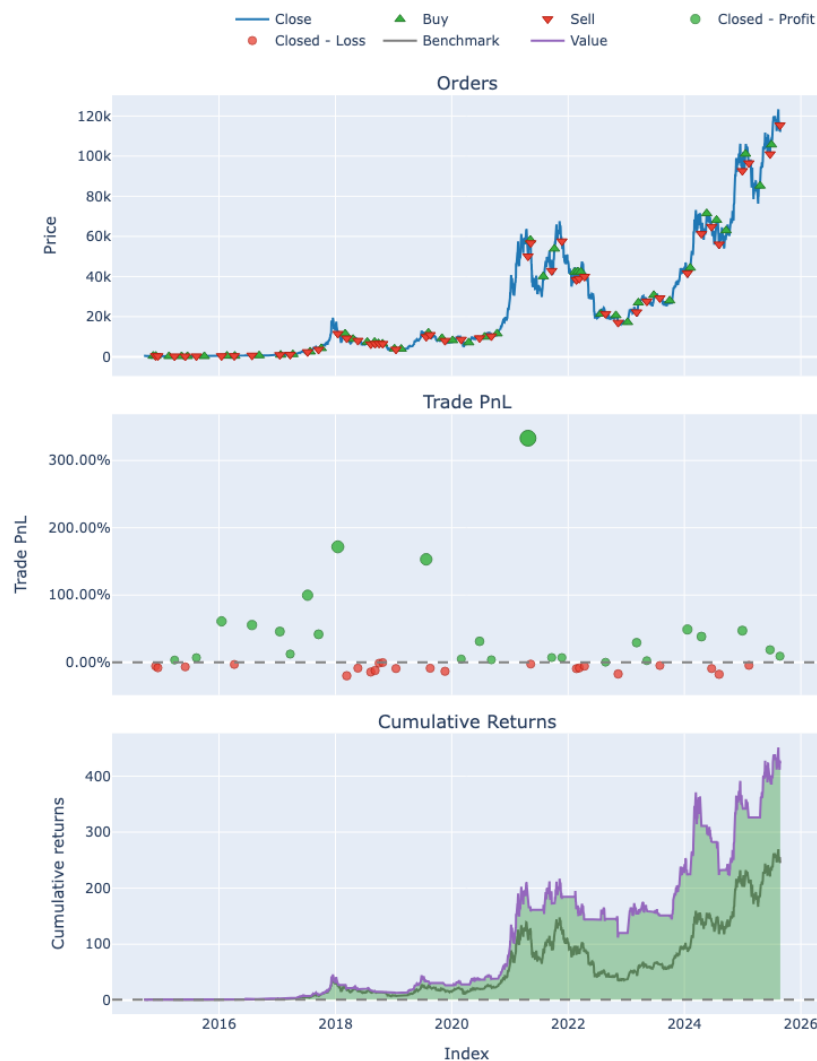 Close Buy Sell Closed - Profit
Closed - Loss Benchmark Value
Orders
120k
100k
80k
60k
40k
20k
0
Price
Trade PnL
300.00%
200.00%
100.00%
0.00%
Trade PnL
Cumulative Returns
400
300
200
100
0
Cumulative returns
2016 2018 2020 2022 2024 2026
Index